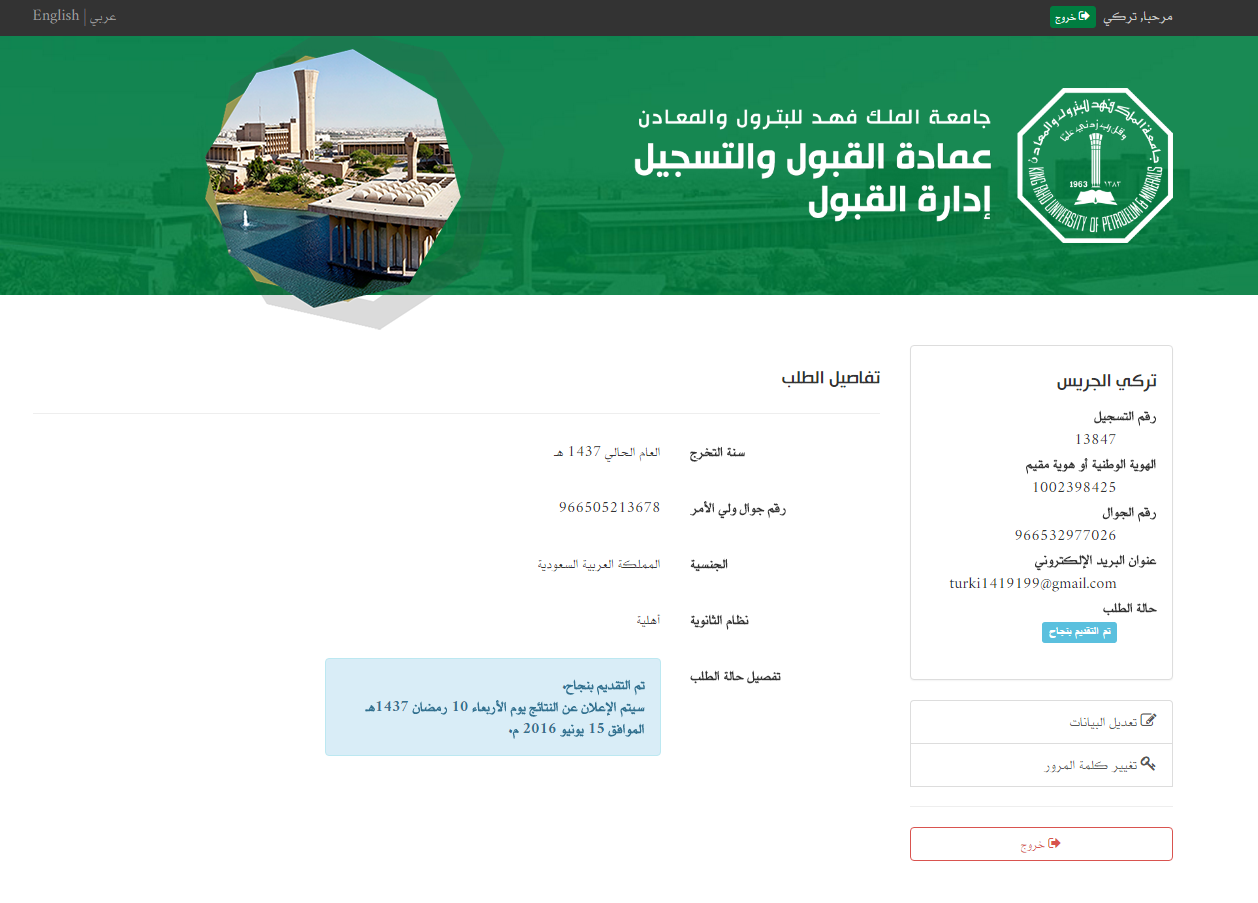 مرحبا, تركي
خروج
عربي | English
جامعة الملك فهد للبترول والمعادن
عمادة القبول والتسجيل
إدارة القبول
جامعة الملك فهد للبترول والمعادن
وقل رب زدني علما
1963 ١٣٨٣
KING FAHD UNIVERSITY OF PETROLEUM & MINERALS
تركي الجريس
رقم التسجيل
13847
الهوية الوطنية أو هوية مقيم
1002398425
رقم الجوال
966532977026
عنوان البريد الإلكتروني
turki1419199@gmail.com
حالة الطلب
تم التقديم بنجاح
تعديل البيانات
تغيير كلمة المرور
خروج
تفاصيل الطلب
سنة التخرج العام الحالي 1437 هـ
رقم جوال ولي الأمر 966505213678
الجنسية المملكة العربية السعودية
نظام الثانوية أهلية
تفصيل حالة الطلب
تم التقديم بنجاح.
سيتم الإعلان عن النتائج يوم الأربعاء 10 رمضان 1437هـ
الموافق 15 يونيو 2016 م.